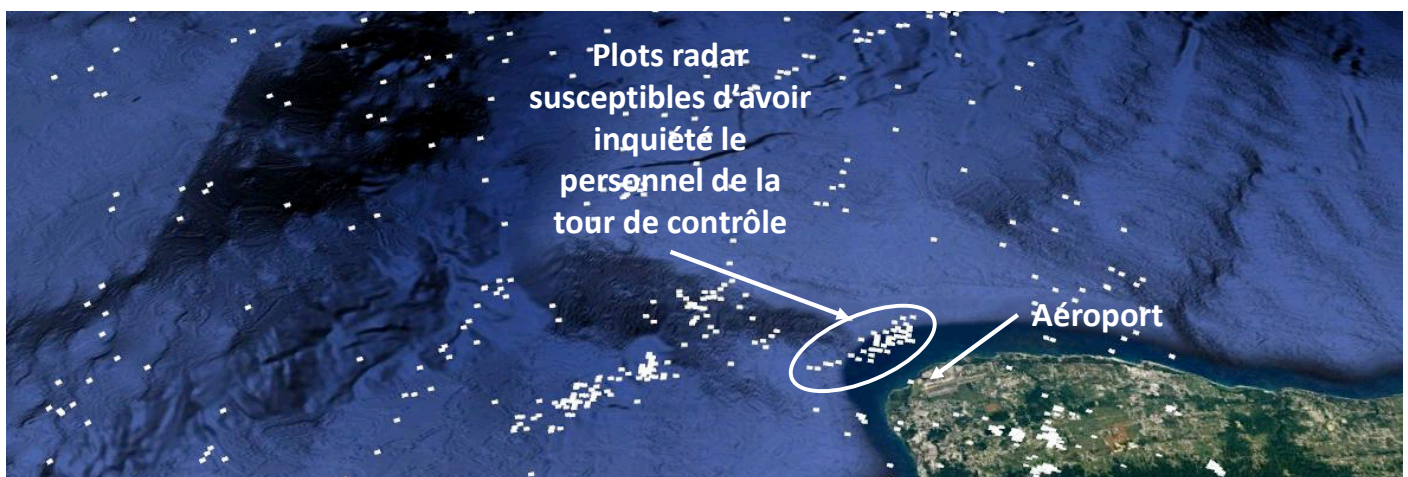 Plots radar
susceptibles d'avoir
inquiété le
personnel de la
tour de contrôle
Aéroport